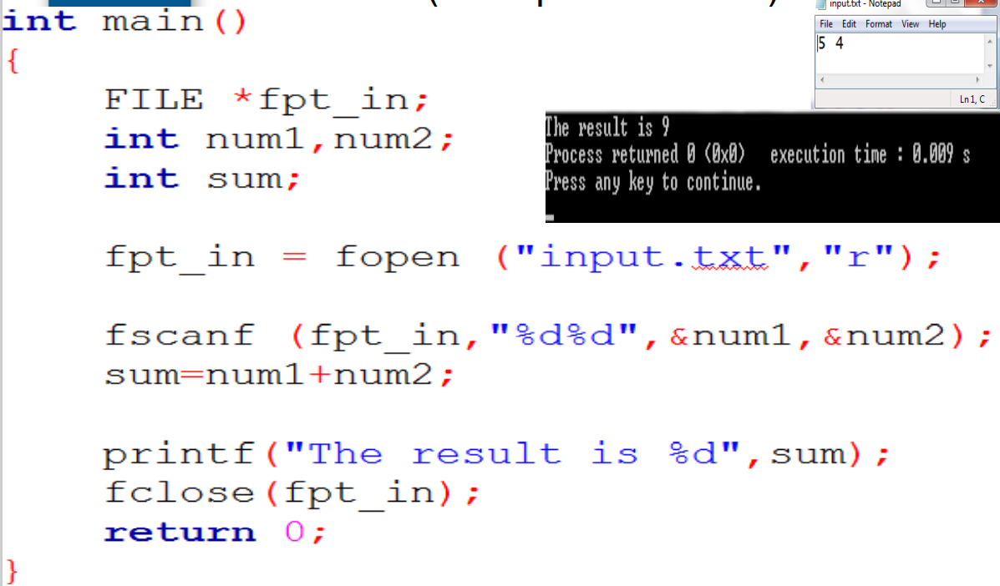 int main()
{
FILE *fpt_in;
int num1,num2;
int sum;
fpt_in = fopen ("input.txt","r");
fscanf (fpt_in,"%d%d",&num1,&num2);
sum=num1+num2;
printf("The result is %d",sum);
fclose(fpt_in);
return 0;
}
input.txt - Notepad
File Edit Format View Help
5 4
Ln 1, C
The result is 9
Process returned 0 (0x0) execution time : 0.009 s
Press any key to continue.